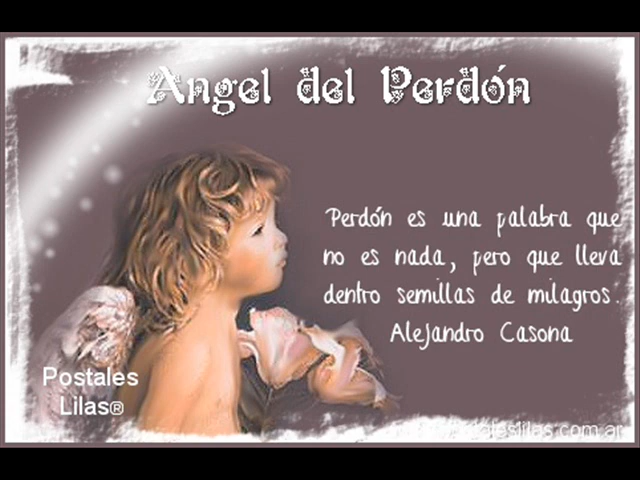 Angel del Perdón
Perdón es una palabra que
no es nada, pero que lleva
dentro semillas de milagros.
Alejandro Casona
Postales
Lilas®